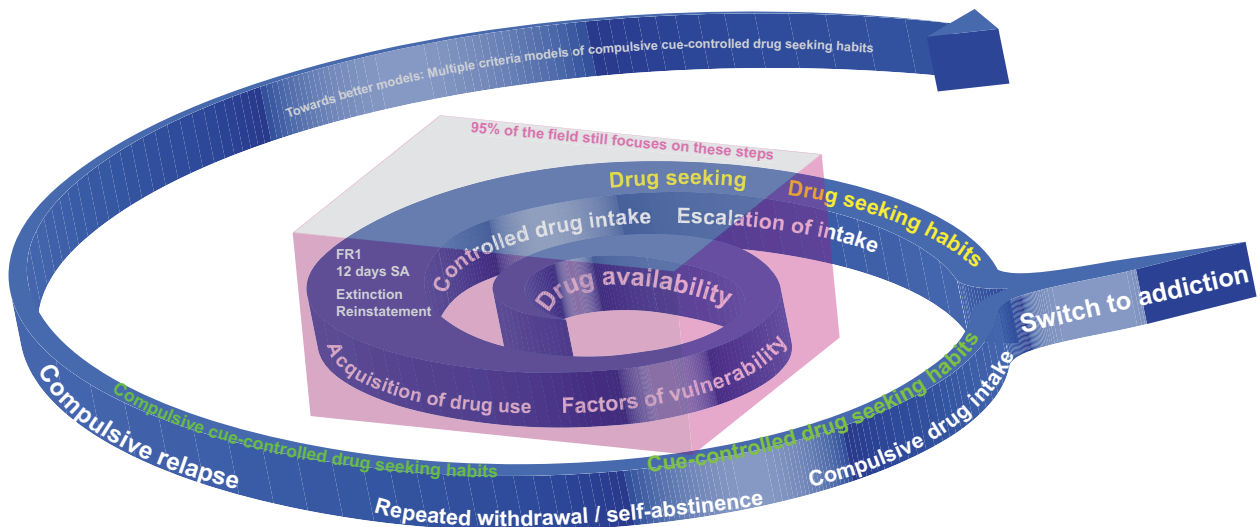 Towards better models: Multiple criteria models of compulsive cue-controlled drug seeking habits
95% of the field still focuses on these steps
Drug seeking
Drug seeking habits
Controlled drug intake
Escalation of intake
FR1
12 days SA
Extinction
Reinstatement
Drug availability
Switch to addiction
Acquisition of drug use
Factors of vulnerability
Compulsive cue-controlled drug seeking habits
Cue-controlled drug seeking habits
Compulsive relapse
Repeated withdrawal / self-abstinence
Compulsive drug intake